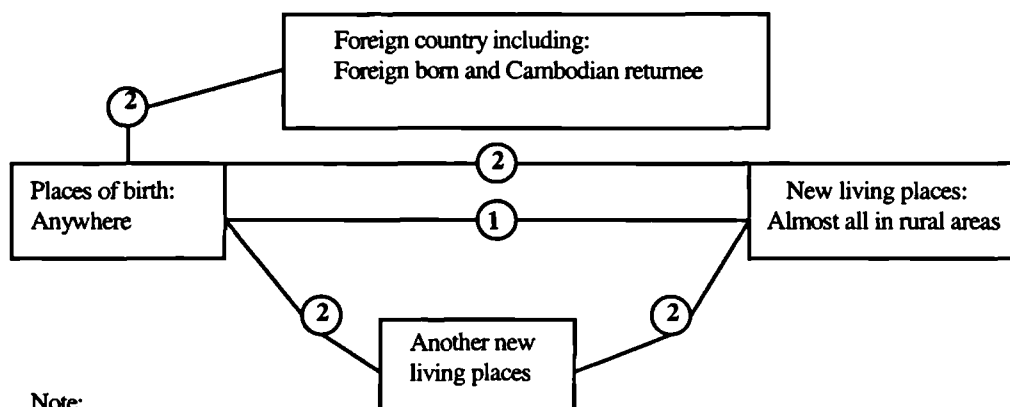 Foreign country including:
Foreign born and Cambodian returnee
2
2
Places of birth:
Anywhere
New living places:
Almost all in rural areas
1
2
2
Another new
living places
Note: